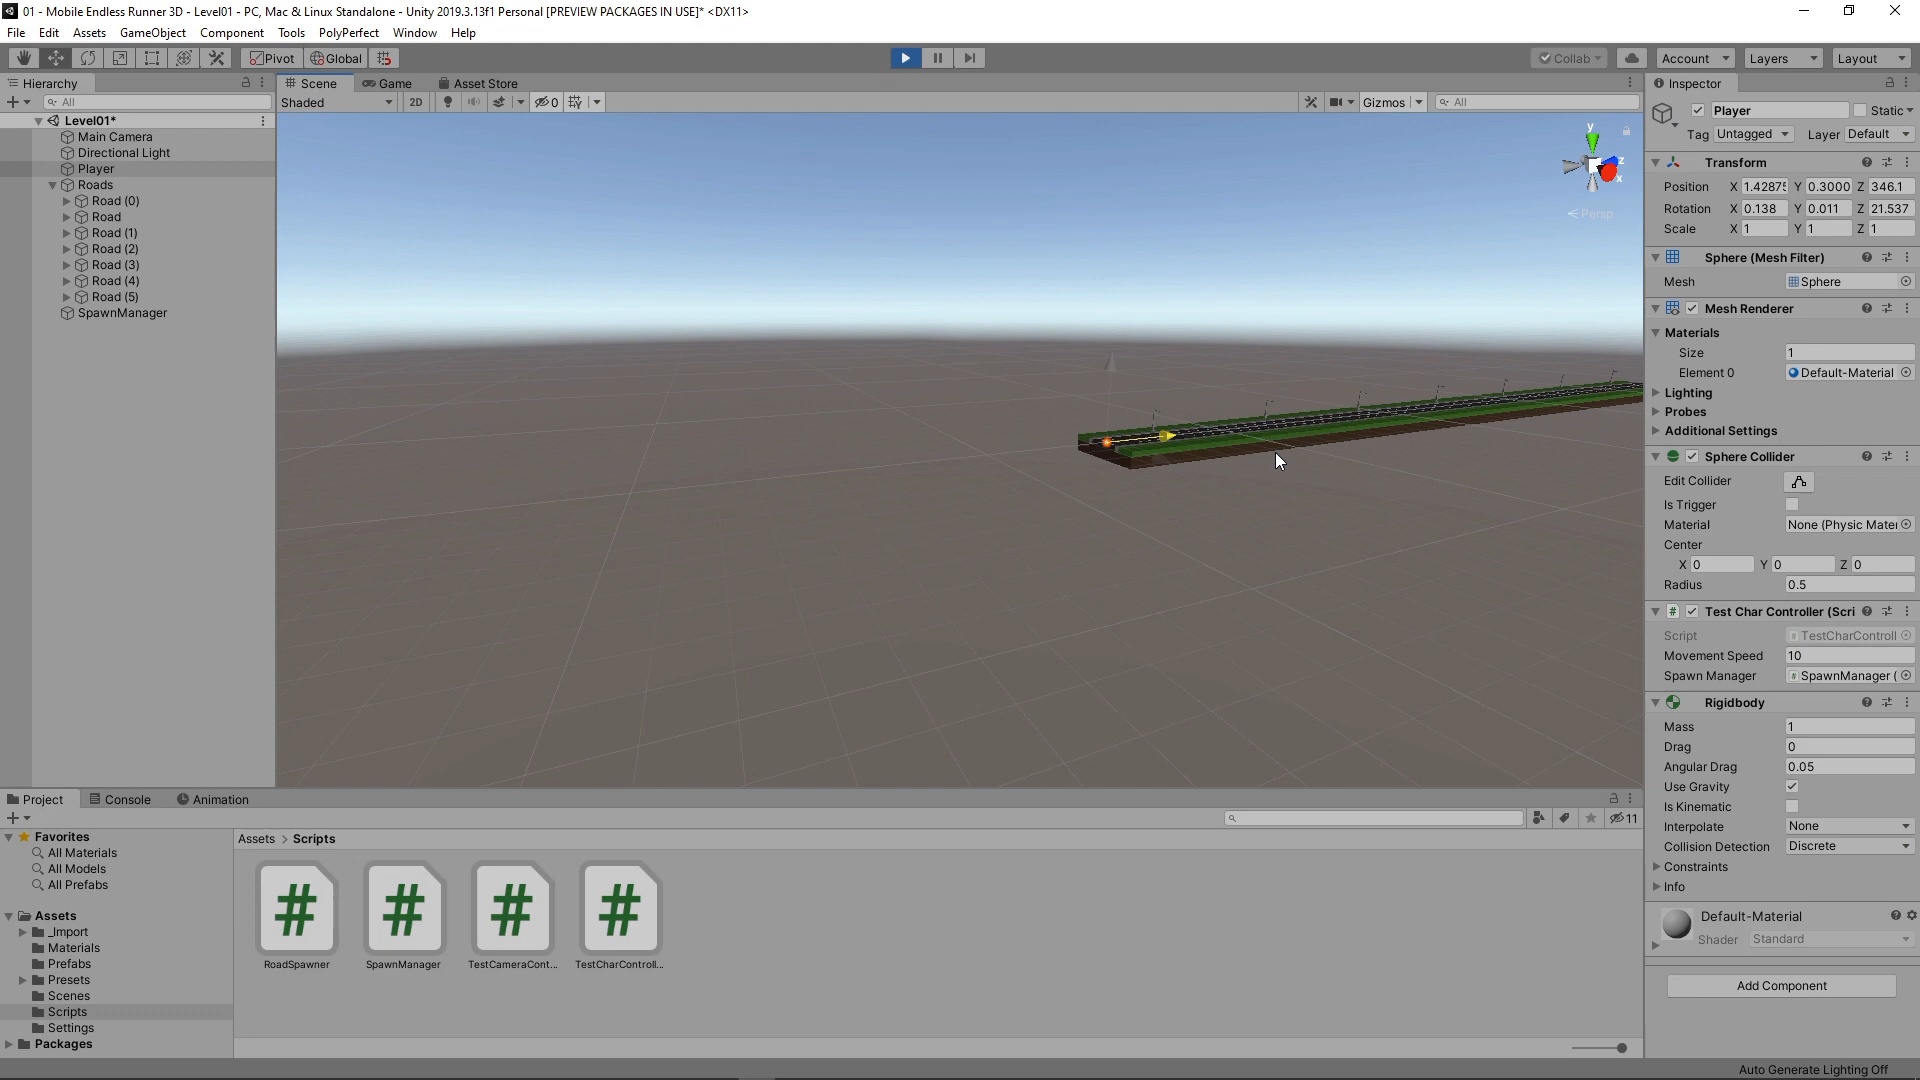 01 - Mobile Endless Runner 3D - Level01 - PC, Mac & Linux Standalone - Unity 2019.3.13f1 Personal [PREVIEW PACKAGES IN USE]* <DX11>
File Edit Assets GameObject Component Tools PolyPerfect Window Help
Pivot Global Collab Account Layers Layout
Hierarchy
All
Level01*
Main Camera
Directional Light
Player
Roads
Road (0)
Road
Road (1)
Road (2)
Road (3)
Road (4)
Road (5)
SpawnManager
Scene Game Asset Store
Shaded 2D 0 Gizmos All
y
z
x
Persp
Inspector
Player Static
Tag Untagged Layer Default
Transform
Position X 1.42875 Y 0.3000 Z 346.1
Rotation X 0.138 Y 0.011 Z 21.537
Scale X 1 Y 1 Z 1
Sphere (Mesh Filter)
Mesh Sphere
Mesh Renderer
Materials
Size 1
Element 0 Default-Material
Lighting
Probes
Additional Settings
Sphere Collider
Edit Collider
Is Trigger
Material None (Physic Mater
Center
X 0 Y 0 Z 0
Radius 0.5
# Test Char Controller (Scri
Script TestCharControll
Movement Speed 10
Spawn Manager SpawnManager (
Rigidbody
Mass 1
Drag 0
Angular Drag 0.05
Use Gravity
Is Kinematic
Interpolate None
Collision Detection Discrete
Constraints
Info
Default-Material
Shader Standard
Add Component
Project Console Animation
11
Favorites
All Materials
All Models
All Prefabs
Assets
_Import
Materials
Prefabs
Presets
Scenes
Scripts
Settings
Packages
Assets > Scripts
# # # #
RoadSpawner SpawnManager TestCameraCont... TestCharControll...
Auto Generate Lighting Off